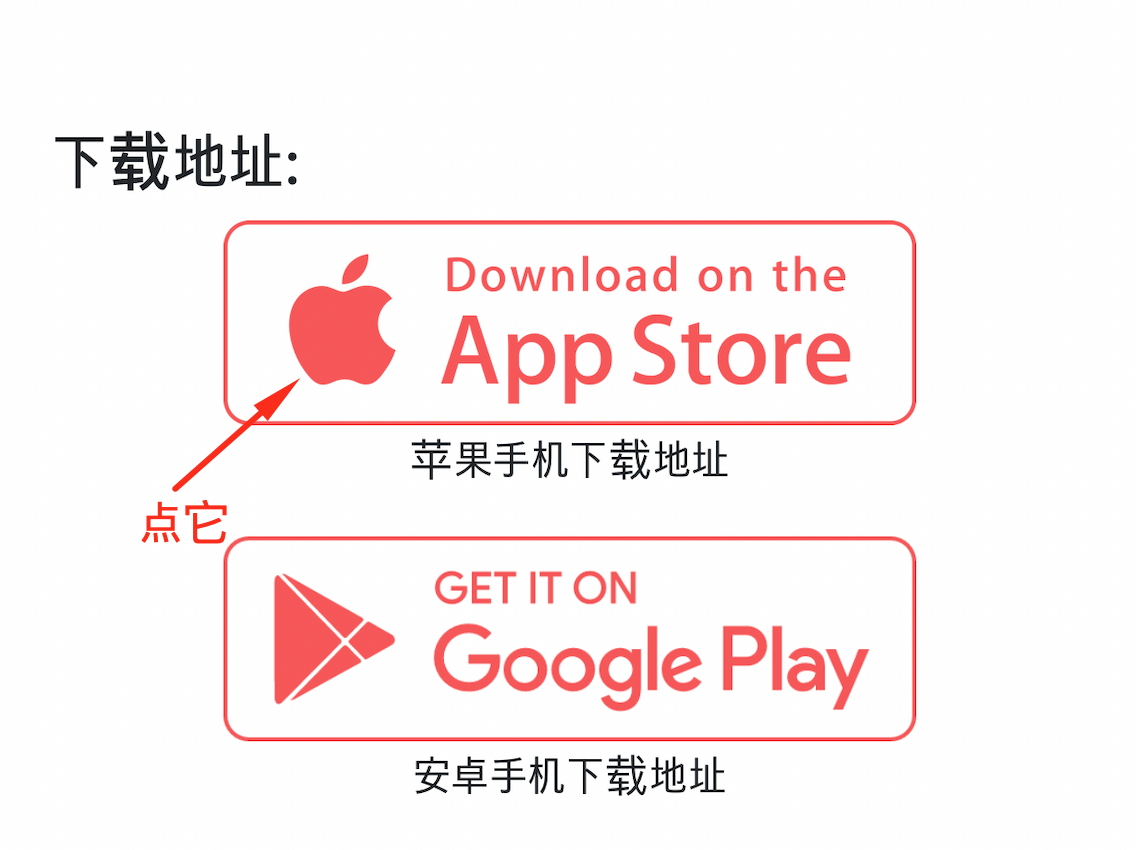 下载地址:
Download on the
App Store
苹果手机下载地址
点它
GET IT ON
Google Play
安卓手机下载地址